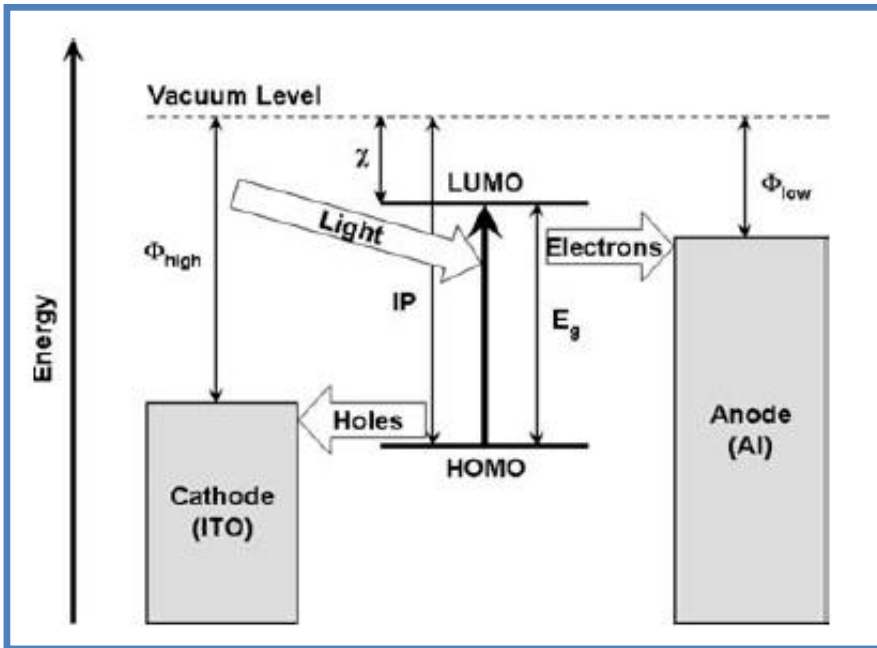 Vacuum Level
χ
LUMO
Φlow
Light
Electrons
Φhigh
IP
Eg
Energy
Holes
Anode
(Al)
HOMO
Cathode
(ITO)